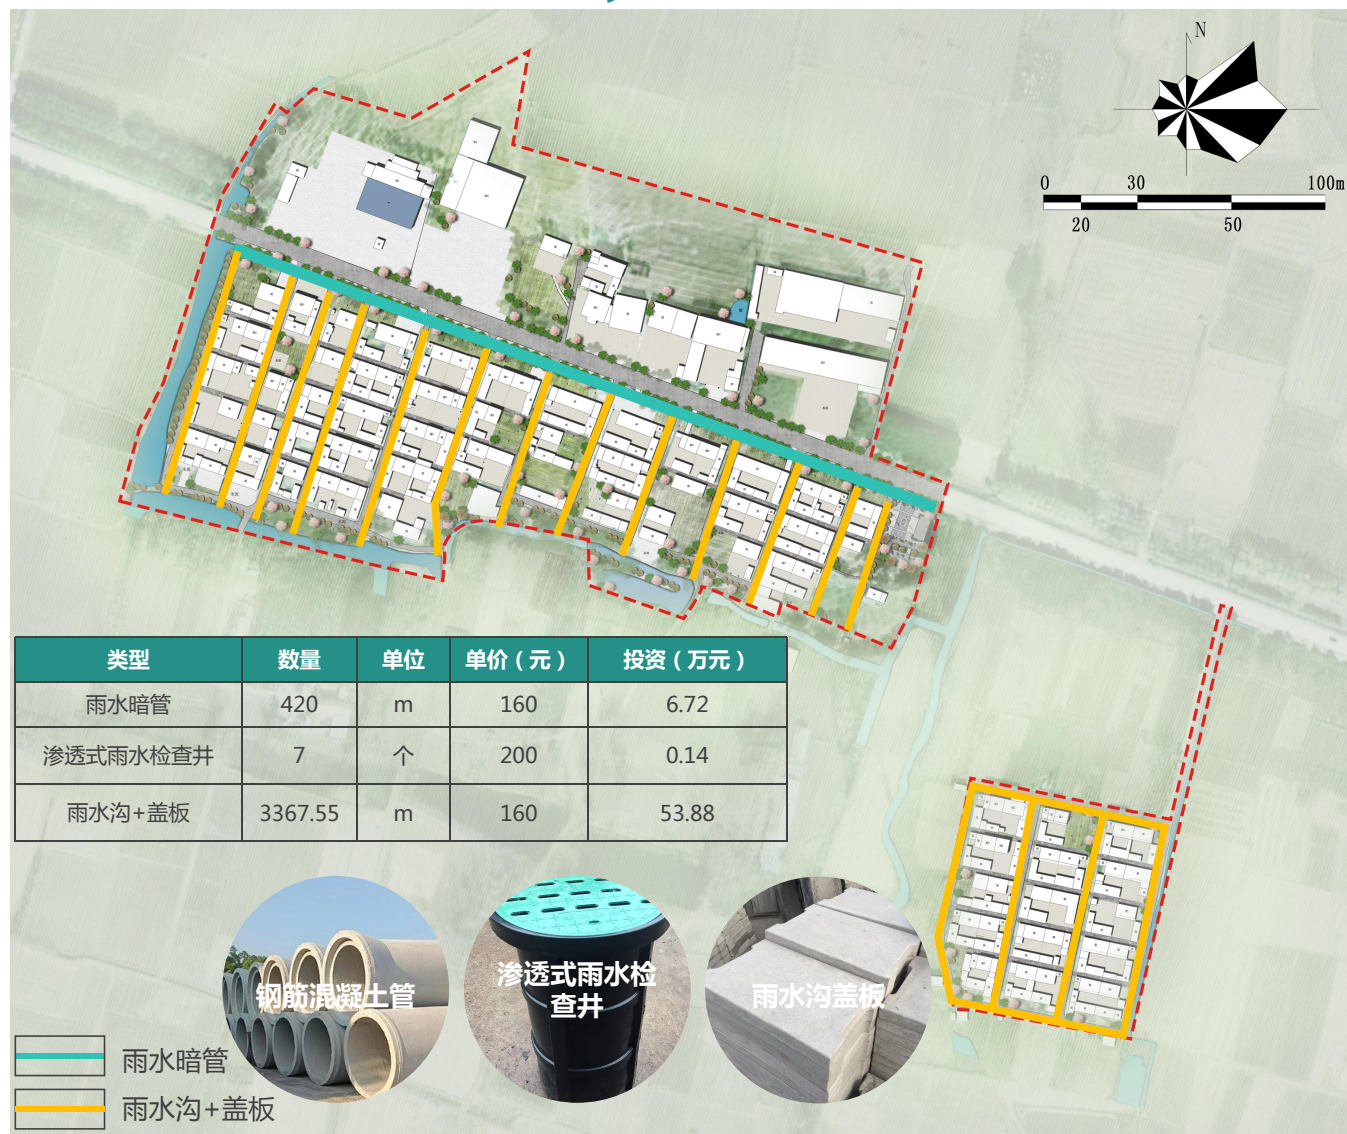 N
0 30 100m
20 50
类型 数量 单位 单价（元） 投资（万元）
雨水暗管 420 m 160 6.72
渗透式雨水检查井 7 个 200 0.14
雨水沟+盖板 3367.55 m 160 53.88
钢筋混凝土管
渗透式雨水检
查井
雨水沟盖板
雨水暗管
雨水沟+盖板